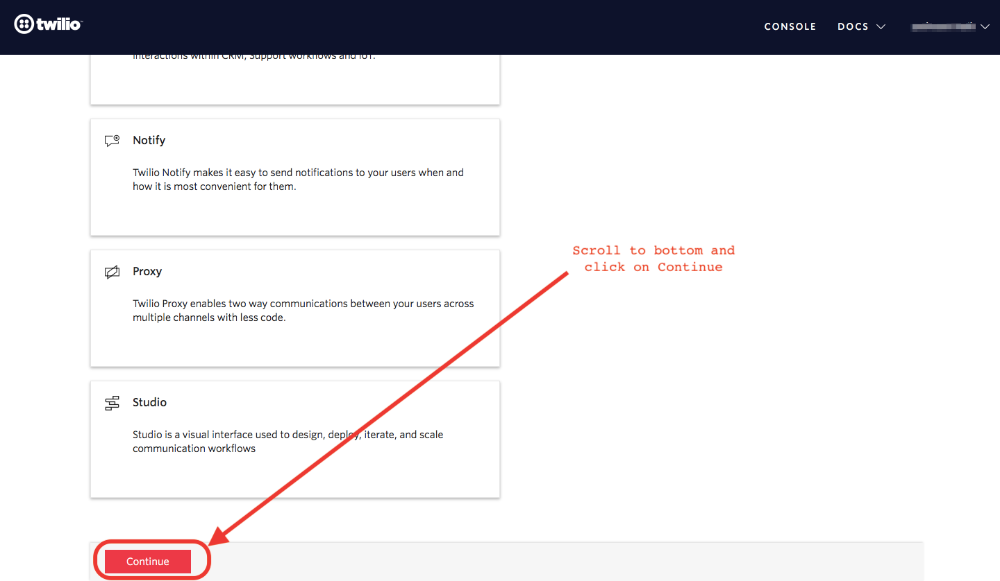 twilio
CONSOLE
DOCS
interactions within CRM, Support workflows and IoT.
Notify
Twilio Notify makes it easy to send notifications to your users when and
how it is most convenient for them.
Scroll to bottom and
click on Continue
Proxy
Twilio Proxy enables two way communications between your users across
multiple channels with less code.
Studio
Studio is a visual interface used to design, deploy, iterate, and scale
communication workflows
Continue